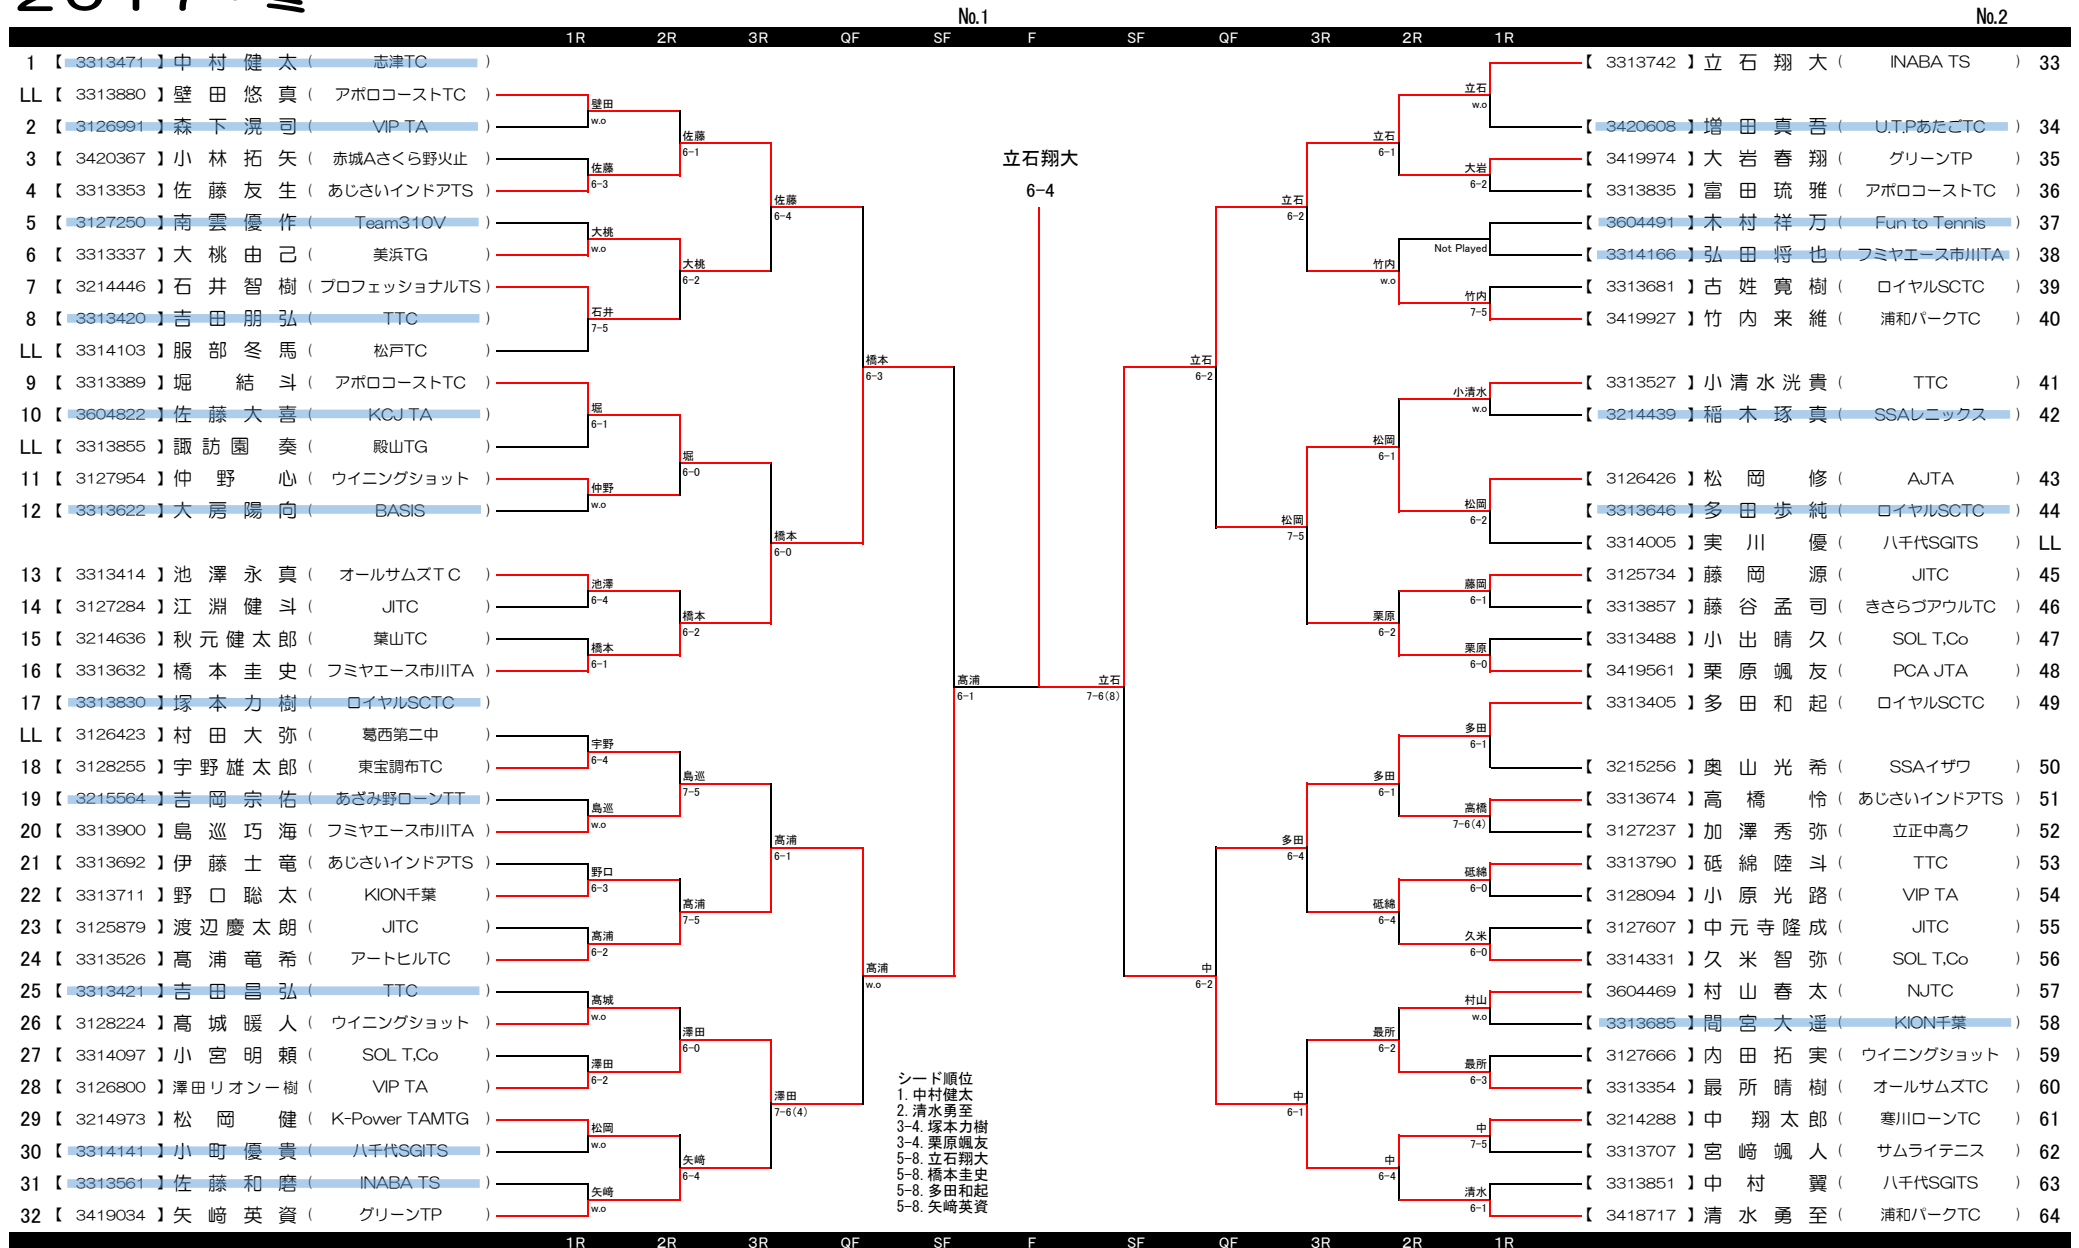 No.1 No.2
1R 2R 3R QF SF F SF QF 3R 2R 1R
1 【 3313471 】 中村健太 ( 志津TC )
LL 【 3313880 】 壁田悠真 ( アポロコーストTC )
2 【 3126991 】 森下滉司 ( VIP TA )
3 【 3420367 】 小林拓矢 ( 赤城Aさくら野火止 )
4 【 3313353 】 佐藤友生 ( あじさいインドアTS )
5 【 3127250 】 南雲優作 ( Team310V )
6 【 3313337 】 大桃由己 ( 美浜TG )
7 【 3214446 】 石井智樹 ( プロフェッショナルTS )
8 【 3313420 】 吉田朋弘 ( TTC )
LL 【 3314103 】 服部冬馬 ( 松戸TC )
9 【 3313389 】 堀結斗 ( アポロコーストTC )
10 【 3604822 】 佐藤大喜 ( KCJ TA )
LL 【 3313855 】 諏訪園奏 ( 殿山TG )
11 【 3127954 】 仲野心 ( ウイニングショット )
12 【 3313622 】 大房陽向 ( BASIS )
13 【 3313414 】 池澤永真 ( オールサムズTC )
14 【 3127284 】 江淵健斗 ( JITC )
15 【 3214636 】 秋元健太郎 ( 葉山TC )
16 【 3313632 】 橋本圭史 ( フミヤエース市川TA )
17 【 3313830 】 塚本力樹 ( ロイヤルSCTC )
LL 【 3126423 】 村田大弥 ( 葛西第二中 )
18 【 3128255 】 宇野雄太郎 ( 東宝調布TC )
19 【 3215564 】 吉岡宗佑 ( あざみ野ローンTT )
20 【 3313900 】 島巡巧海 ( フミヤエース市川TA )
21 【 3313692 】 伊藤士竜 ( あじさいインドアTS )
22 【 3313711 】 野口聡太 ( KION千葉 )
23 【 3125879 】 渡辺慶太朗 ( JITC )
24 【 3313526 】 髙浦竜希 ( アートヒルTC )
25 【 3313421 】 吉田昌弘 ( TTC )
26 【 3128224 】 髙城暖人 ( ウイニングショット )
27 【 3314097 】 小宮明頼 ( SOL T,Co )
28 【 3126800 】 澤田リオン一樹 ( VIP TA )
29 【 3214973 】 松岡健 ( K-Power TAMTG )
30 【 3314141 】 小町優貴 ( 八千代SGITS )
31 【 3313561 】 佐藤和磨 ( INABA TS )
32 【 3419034 】 矢﨑英資 ( グリーンTP )
壁田
w.o
佐藤
6-3
大桃
w.o
石井
7-5
堀
6-1
仲野
w.o
池澤
6-4
橋本
6-1
宇野
6-4
島巡
w.o
野口
6-3
髙浦
6-2
髙城
w.o
澤田
6-2
松岡
w.o
矢﨑
w.o
佐藤
6-1
大桃
6-2
堀
6-0
橋本
6-2
島巡
7-5
髙浦
7-5
澤田
6-0
矢﨑
6-4
佐藤
6-4
橋本
6-0
髙浦
6-1
澤田
7-6(4)
橋本
6-3
髙浦
w.o
髙浦
6-1
立石翔大
6-4
立石
7-6(8)
立石
6-2
中
6-2
立石
6-2
松岡
7-5
多田
6-4
中
6-1
立石
6-1
竹内
w.o
松岡
6-1
栗原
6-2
多田
6-1
砥綿
6-4
最所
6-2
中
6-4
立石
w.o
大岩
6-2
Not Played
竹内
7-5
小清水
w.o
松岡
6-2
藤岡
6-1
栗原
6-0
多田
6-1
高橋
7-6(4)
砥綿
6-0
久米
6-0
村山
w.o
最所
6-3
中
7-5
清水
6-1
【 3313742 】 立石翔大 ( INABA TS ) 33
【 3420608 】 増田真吾 ( U.T.PあたごTC ) 34
【 3419974 】 大岩春翔 ( グリーンTP ) 35
【 3313835 】 富田琉雅 ( アポロコーストTC ) 36
【 3604491 】 木村祥万 ( Fun to Tennis ) 37
【 3314166 】 弘田将也 ( フミヤエース市川TA ) 38
【 3313681 】 古姓寛樹 ( ロイヤルSCTC ) 39
【 3419927 】 竹内来維 ( 浦和パークTC ) 40
【 3313527 】 小清水洸貴 ( TTC ) 41
【 3214439 】 稲木琢真 ( SSAレニックス ) 42
【 3126426 】 松岡修 ( AJTA ) 43
【 3313646 】 多田歩純 ( ロイヤルSCTC ) 44
【 3314005 】 実川優 ( 八千代SGITS ) LL
【 3125734 】 藤岡源 ( JITC ) 45
【 3313857 】 藤谷孟司 ( きさらづアウルTC ) 46
【 3313488 】 小出晴久 ( SOL T,Co ) 47
【 3419561 】 栗原颯友 ( PCA JTA ) 48
【 3313405 】 多田和起 ( ロイヤルSCTC ) 49
【 3215256 】 奥山光希 ( SSAイザワ ) 50
【 3313674 】 高橋怜 ( あじさいインドアTS ) 51
【 3127237 】 加澤秀弥 ( 立正中高ク ) 52
【 3313790 】 砥綿陸斗 ( TTC ) 53
【 3128094 】 小原光路 ( VIP TA ) 54
【 3127607 】 中元寺隆成 ( JITC ) 55
【 3314331 】 久米智弥 ( SOL T,Co ) 56
【 3604469 】 村山春太 ( NJTC ) 57
【 3313685 】 間宮大遥 ( KION千葉 ) 58
【 3127666 】 内田拓実 ( ウイニングショット ) 59
【 3313354 】 最所晴樹 ( オールサムズTC ) 60
【 3214288 】 中翔太郎 ( 寒川ローンTC ) 61
【 3313707 】 宮﨑颯人 ( サムライテニス ) 62
【 3313851 】 中村翼 ( 八千代SGITS ) 63
【 3418717 】 清水勇至 ( 浦和パークTC ) 64
シード順位
1. 中村健太
2. 清水勇至
3-4. 塚本力樹
3-4. 栗原颯友
5-8. 立石翔大
5-8. 橋本圭史
5-8. 多田和起
5-8. 矢﨑英資
1R 2R 3R QF SF F SF QF 3R 2R 1R